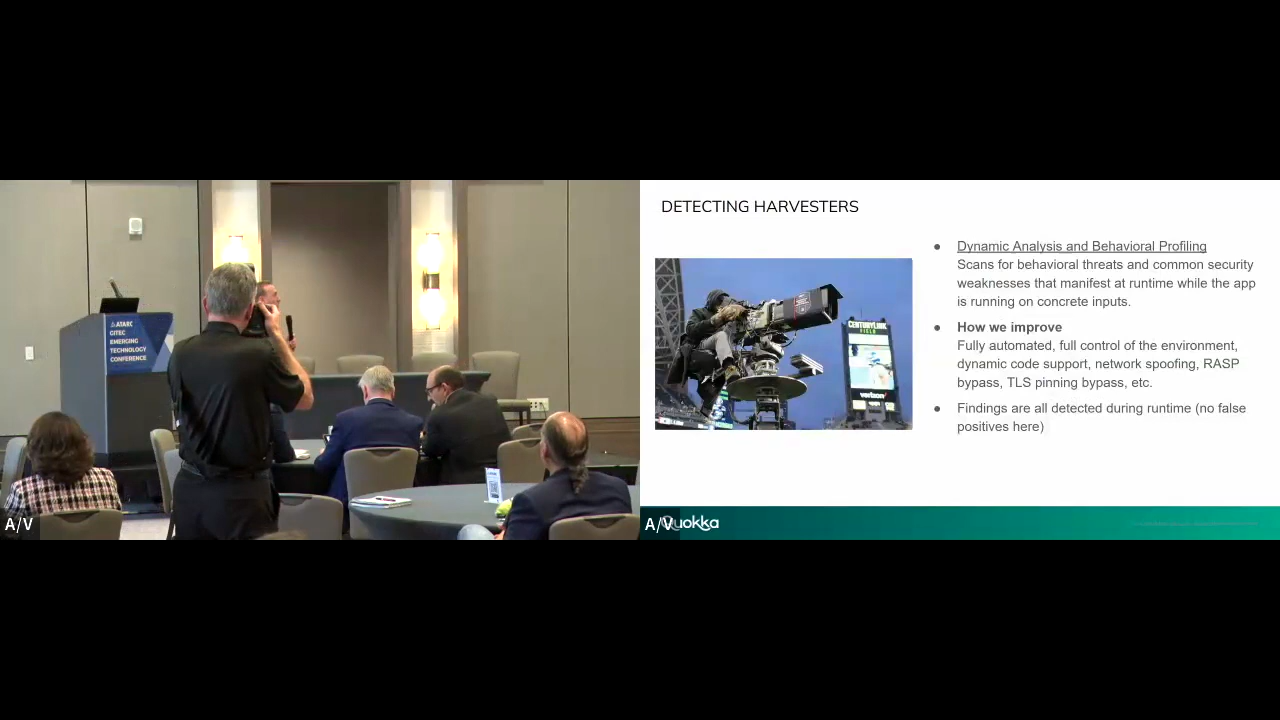 ATARC
GITEC
EMERGING
TECHNOLOGY
CONFERENCE
A/V
DETECTING HARVESTERS
CENTURYLINK
FIELD
verizon
● Dynamic Analysis and Behavioral Profiling
Scans for behavioral threats and common security
weaknesses that manifest at runtime while the app
is running on concrete inputs.
● How we improve
Fully automated, full control of the environment,
dynamic code support, network spoofing, RASP
bypass, TLS pinning bypass, etc.
● Findings are all detected during runtime (no false
positives here)
A/V
Quokka